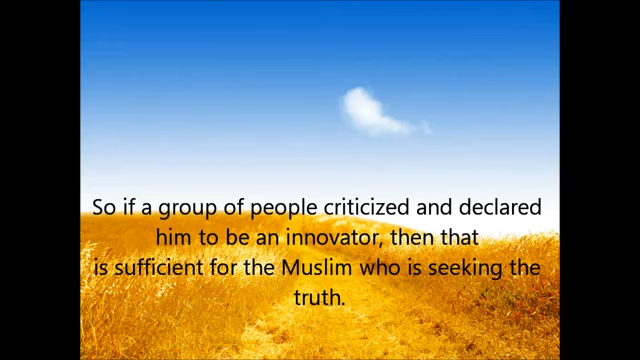 So if a group of people criticized and declared
him to be an innovator, then that
is sufficient for the Muslim who is seeking the
truth.